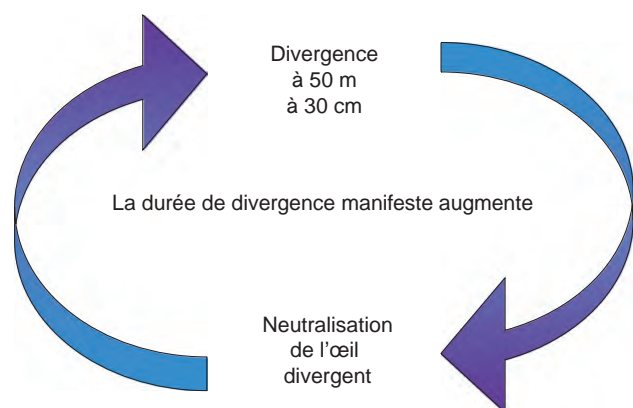 Divergence
à 50 m
à 30 cm
La durée de divergence manifeste augmente
Neutralisation
de l’œil
divergent